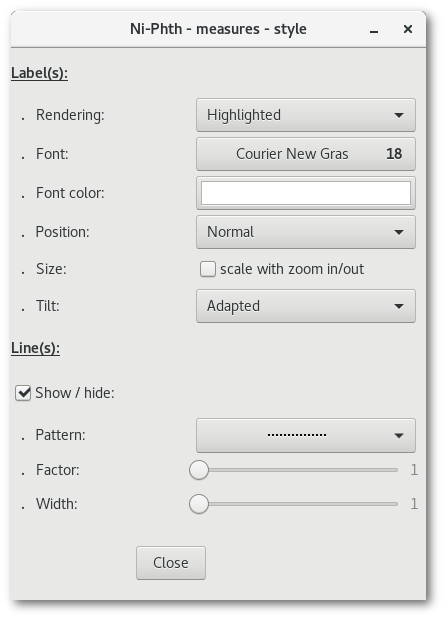 Ni-Phth - measures - style
Label(s):
. Rendering: Highlighted
. Font: Courier New Gras 18
. Font color:
. Position: Normal
. Size: scale with zoom in/out
. Tilt: Adapted
Line(s):
Show / hide:
. Pattern:
. Factor: 1
. Width: 1
Close